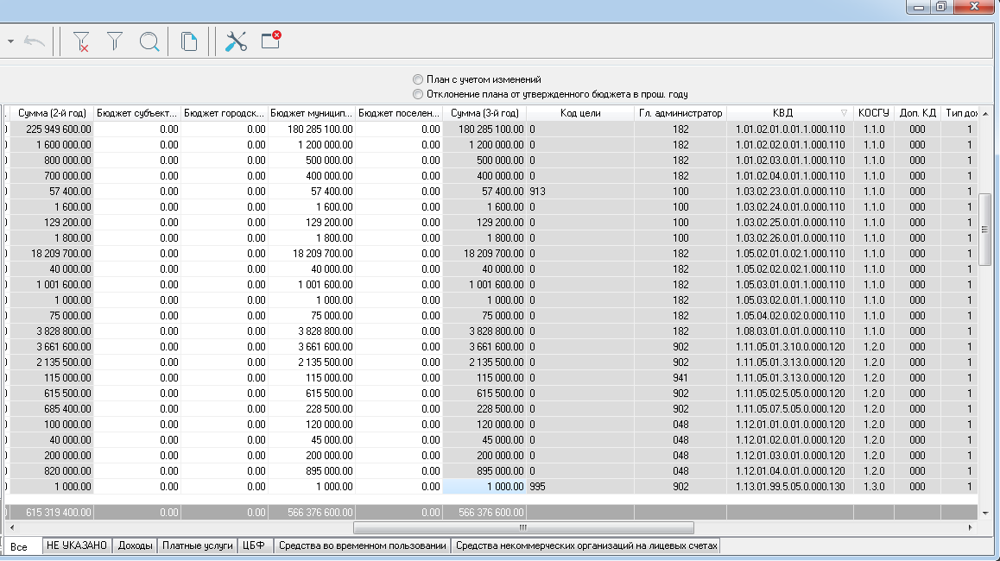 План с учетом изменений
Отклонение плана от утвержденного бюджета в прош. году
Сумма (2-й год) Бюджет субъект... Бюджет городск... Бюджет муницип... Бюджет поселен... Сумма (3-й год) Код цели Гл. администратор КВД КОСГУ Доп. КД Тип дох
225 949 600.00 0.00 0.00 180 285 100.00 0.00 180 285 100.00 0 182 1.01.02.01.0.01.1.000.110 1.1.0 000 1
1 600 000.00 0.00 0.00 1 200 000.00 0.00 1 200 000.00 0 182 1.01.02.02.0.01.1.000.110 1.1.0 000 1
800 000.00 0.00 0.00 500 000.00 0.00 500 000.00 0 182 1.01.02.03.0.01.1.000.110 1.1.0 000 1
700 000.00 0.00 0.00 400 000.00 0.00 400 000.00 0 182 1.01.02.04.0.01.1.000.110 1.1.0 000 1
57 400.00 0.00 0.00 57 400.00 0.00 57 400.00 913 100 1.03.02.23.0.01.0.000.110 1.1.0 000 1
1 600.00 0.00 0.00 1 600.00 0.00 1 600.00 0 100 1.03.02.24.0.01.0.000.110 1.1.0 000 1
129 200.00 0.00 0.00 129 200.00 0.00 129 200.00 0 100 1.03.02.25.0.01.0.000.110 1.1.0 000 1
1 800.00 0.00 0.00 1 800.00 0.00 1 800.00 0 100 1.03.02.26.0.01.0.000.110 1.1.0 000 1
18 209 700.00 0.00 0.00 18 209 700.00 0.00 18 209 700.00 0 182 1.05.02.01.0.02.1.000.110 1.1.0 000 1
40 000.00 0.00 0.00 40 000.00 0.00 40 000.00 0 182 1.05.02.02.0.02.1.000.110 1.1.0 000 1
1 001 600.00 0.00 0.00 1 001 600.00 0.00 1 001 600.00 0 182 1.05.03.01.0.01.1.000.110 1.1.0 000 1
1 000.00 0.00 0.00 1 000.00 0.00 1 000.00 0 182 1.05.03.02.0.01.1.000.110 1.1.0 000 1
75 000.00 0.00 0.00 75 000.00 0.00 75 000.00 0 182 1.05.04.02.0.02.0.000.110 1.1.0 000 1
3 828 800.00 0.00 0.00 3 828 800.00 0.00 3 828 800.00 0 182 1.08.03.01.0.01.0.000.110 1.1.0 000 1
3 661 600.00 0.00 0.00 3 661 600.00 0.00 3 661 600.00 0 902 1.11.05.01.3.10.0.000.120 1.2.0 000 1
2 135 500.00 0.00 0.00 2 135 500.00 0.00 2 135 500.00 0 902 1.11.05.01.3.13.0.000.120 1.2.0 000 1
115 000.00 0.00 0.00 115 000.00 0.00 115 000.00 0 941 1.11.05.01.3.13.0.000.120 1.2.0 000 1
615 500.00 0.00 0.00 615 500.00 0.00 615 500.00 0 902 1.11.05.02.5.05.0.000.120 1.2.0 000 1
685 400.00 0.00 0.00 228 500.00 0.00 228 500.00 0 902 1.11.05.07.5.05.0.000.120 1.2.0 000 1
100 000.00 0.00 0.00 120 000.00 0.00 120 000.00 0 048 1.12.01.01.0.01.0.000.120 1.2.0 000 1
40 000.00 0.00 0.00 45 000.00 0.00 45 000.00 0 048 1.12.01.02.0.01.0.000.120 1.2.0 000 1
200 000.00 0.00 0.00 200 000.00 0.00 200 000.00 0 048 1.12.01.03.0.01.0.000.120 1.2.0 000 1
820 000.00 0.00 0.00 895 000.00 0.00 895 000.00 0 048 1.12.01.04.0.01.0.000.120 1.2.0 000 1
1 000.00 0.00 0.00 1 000.00 0.00 1 000.00 995 902 1.13.01.99.5.05.0.000.130 1.3.0 000 1
615 319 400.00 0.00 0.00 566 376 600.00 0.00 566 376 600.00
Все НЕ УКАЗАНО Доходы Платные услуги ЦБФ Средства во временном пользовании Средства некоммерческих организаций на лицевых счетах